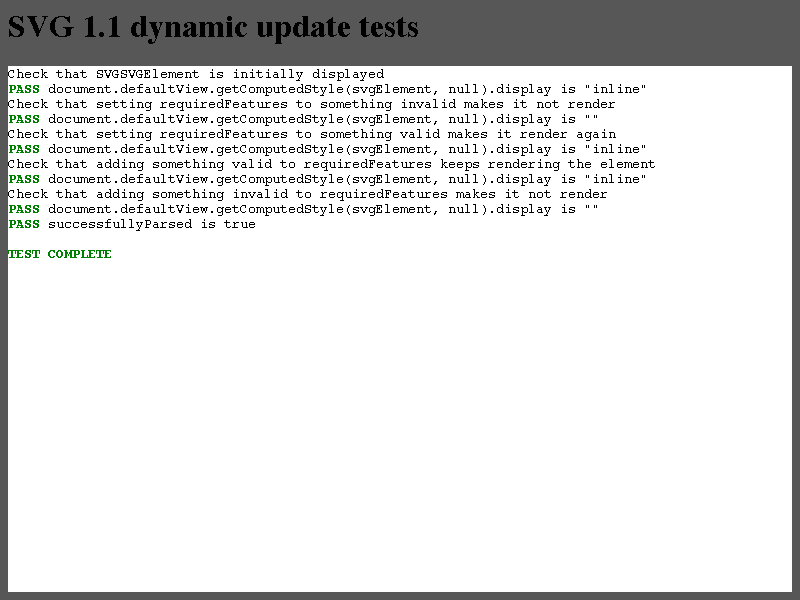 SVG 1.1 dynamic update tests
Check that SVGSVGElement is initially displayed
PASS document.defaultView.getComputedStyle(svgElement, null).display is "inline"
Check that setting requiredFeatures to something invalid makes it not render
PASS document.defaultView.getComputedStyle(svgElement, null).display is ""
Check that setting requiredFeatures to something valid makes it render again
PASS document.defaultView.getComputedStyle(svgElement, null).display is "inline"
Check that adding something valid to requiredFeatures keeps rendering the element
PASS document.defaultView.getComputedStyle(svgElement, null).display is "inline"
Check that adding something invalid to requiredFeatures makes it not render
PASS document.defaultView.getComputedStyle(svgElement, null).display is ""
PASS successfullyParsed is true
TEST COMPLETE